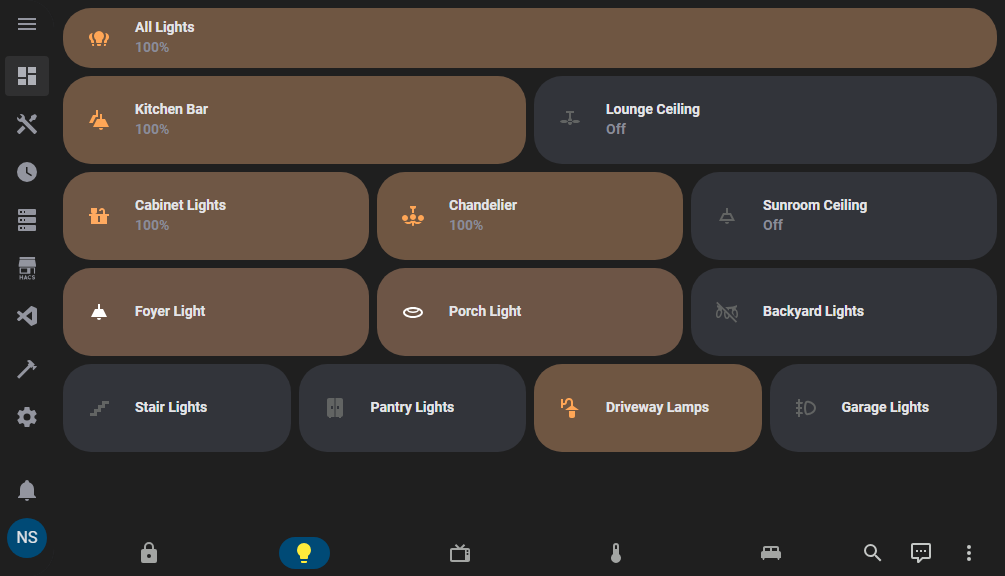 All Lights
100%
Kitchen Bar
100%
Lounge Ceiling
Off
Cabinet Lights
100%
Chandelier
100%
Sunroom Ceiling
Off
HACS
Foyer Light
Porch Light
Backyard Lights
Stair Lights
Pantry Lights
Driveway Lamps
Garage Lights
NS